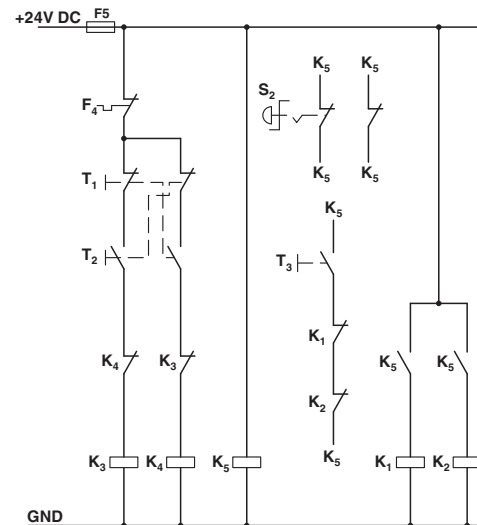 +24V DC F5
K₅ K₅
S₂
F₄
K₅ K₅
T₁
K₅
T₂ T₃
K₁
K₄ K₃ K₅ K₅
K₂
K₅
K₃ K₄ K₅ K₁ K₂
GND